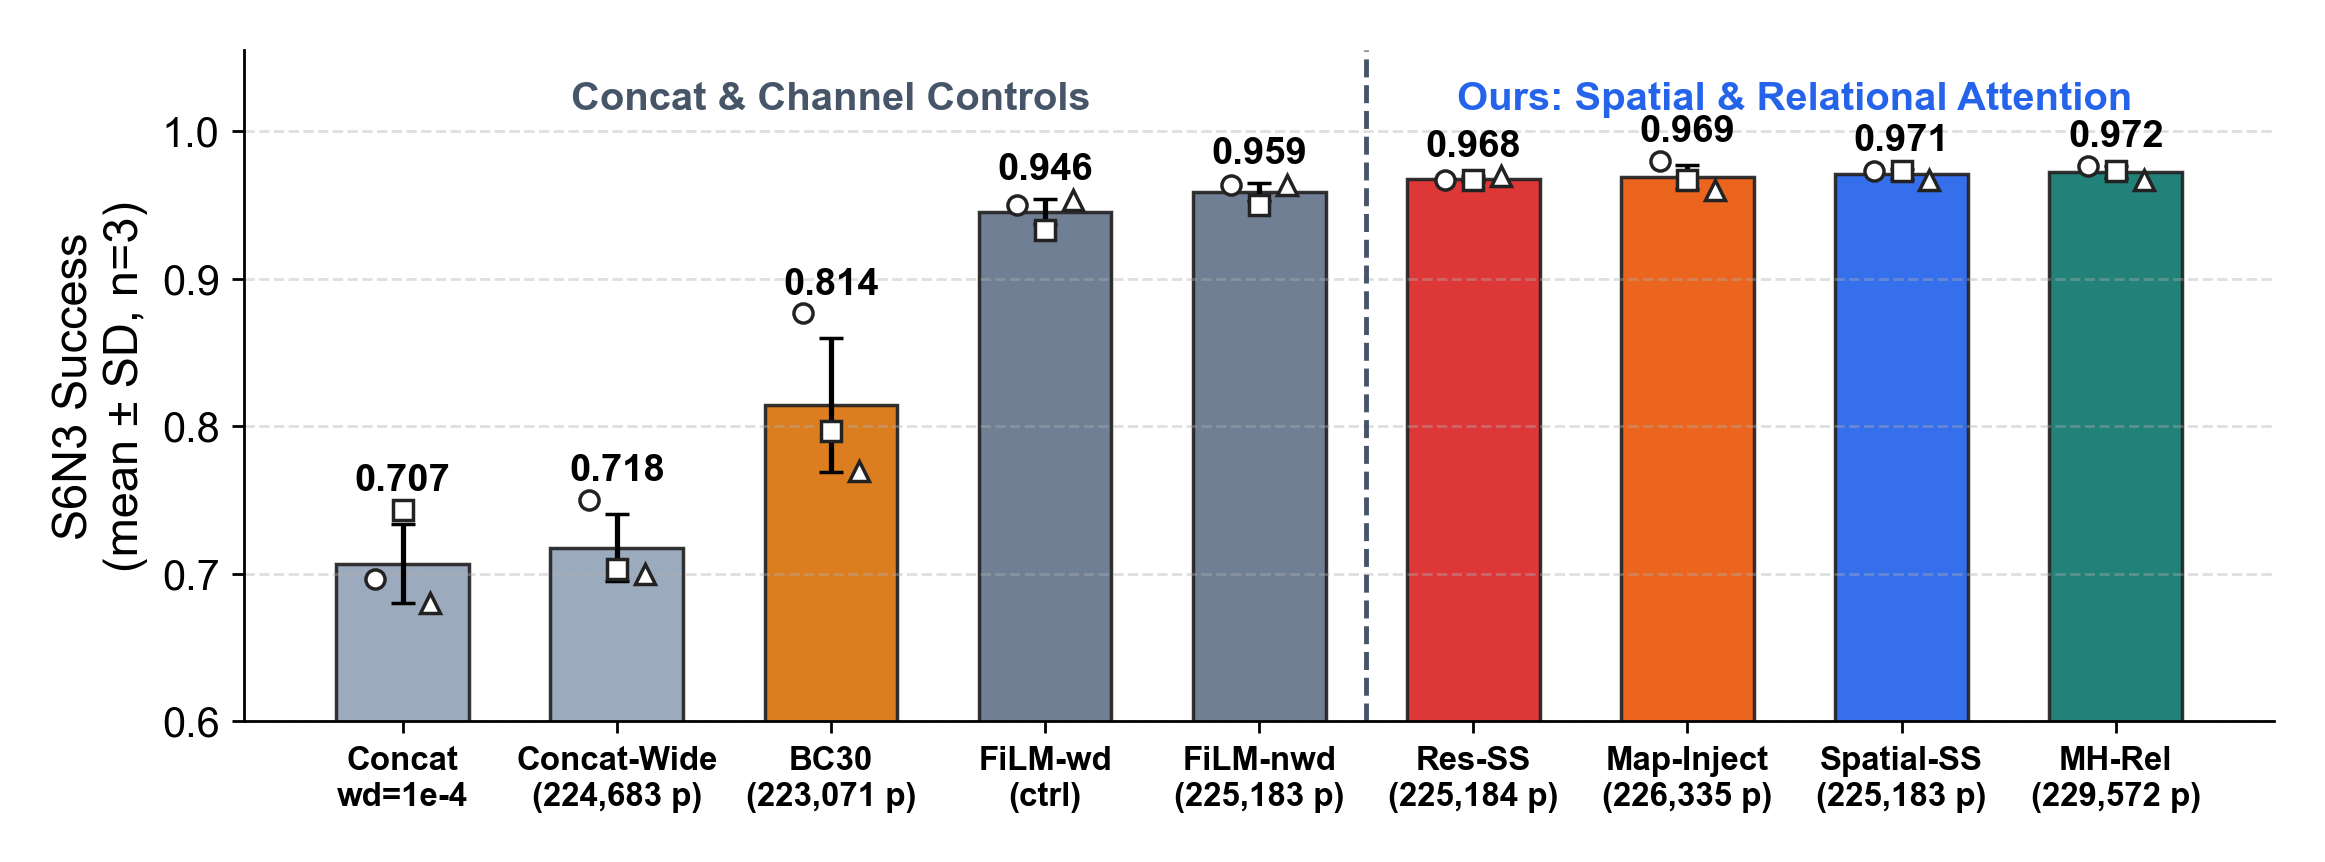 Concat & Channel Controls
Ours: Spatial & Relational Attention
S6N3 Success
(mean ± SD, n=3)
1.0
0.9
0.8
0.7
0.6
0.707
0.718
0.814
0.946
0.959
0.968
0.969
0.971
0.972
Concat
wd=1e-4
Concat-Wide
(224,683 p)
BC30
(223,071 p)
FiLM-wd
(ctrl)
FiLM-nwd
(225,183 p)
Res-SS
(225,184 p)
Map-Inject
(226,335 p)
Spatial-SS
(225,183 p)
MH-Rel
(229,572 p)